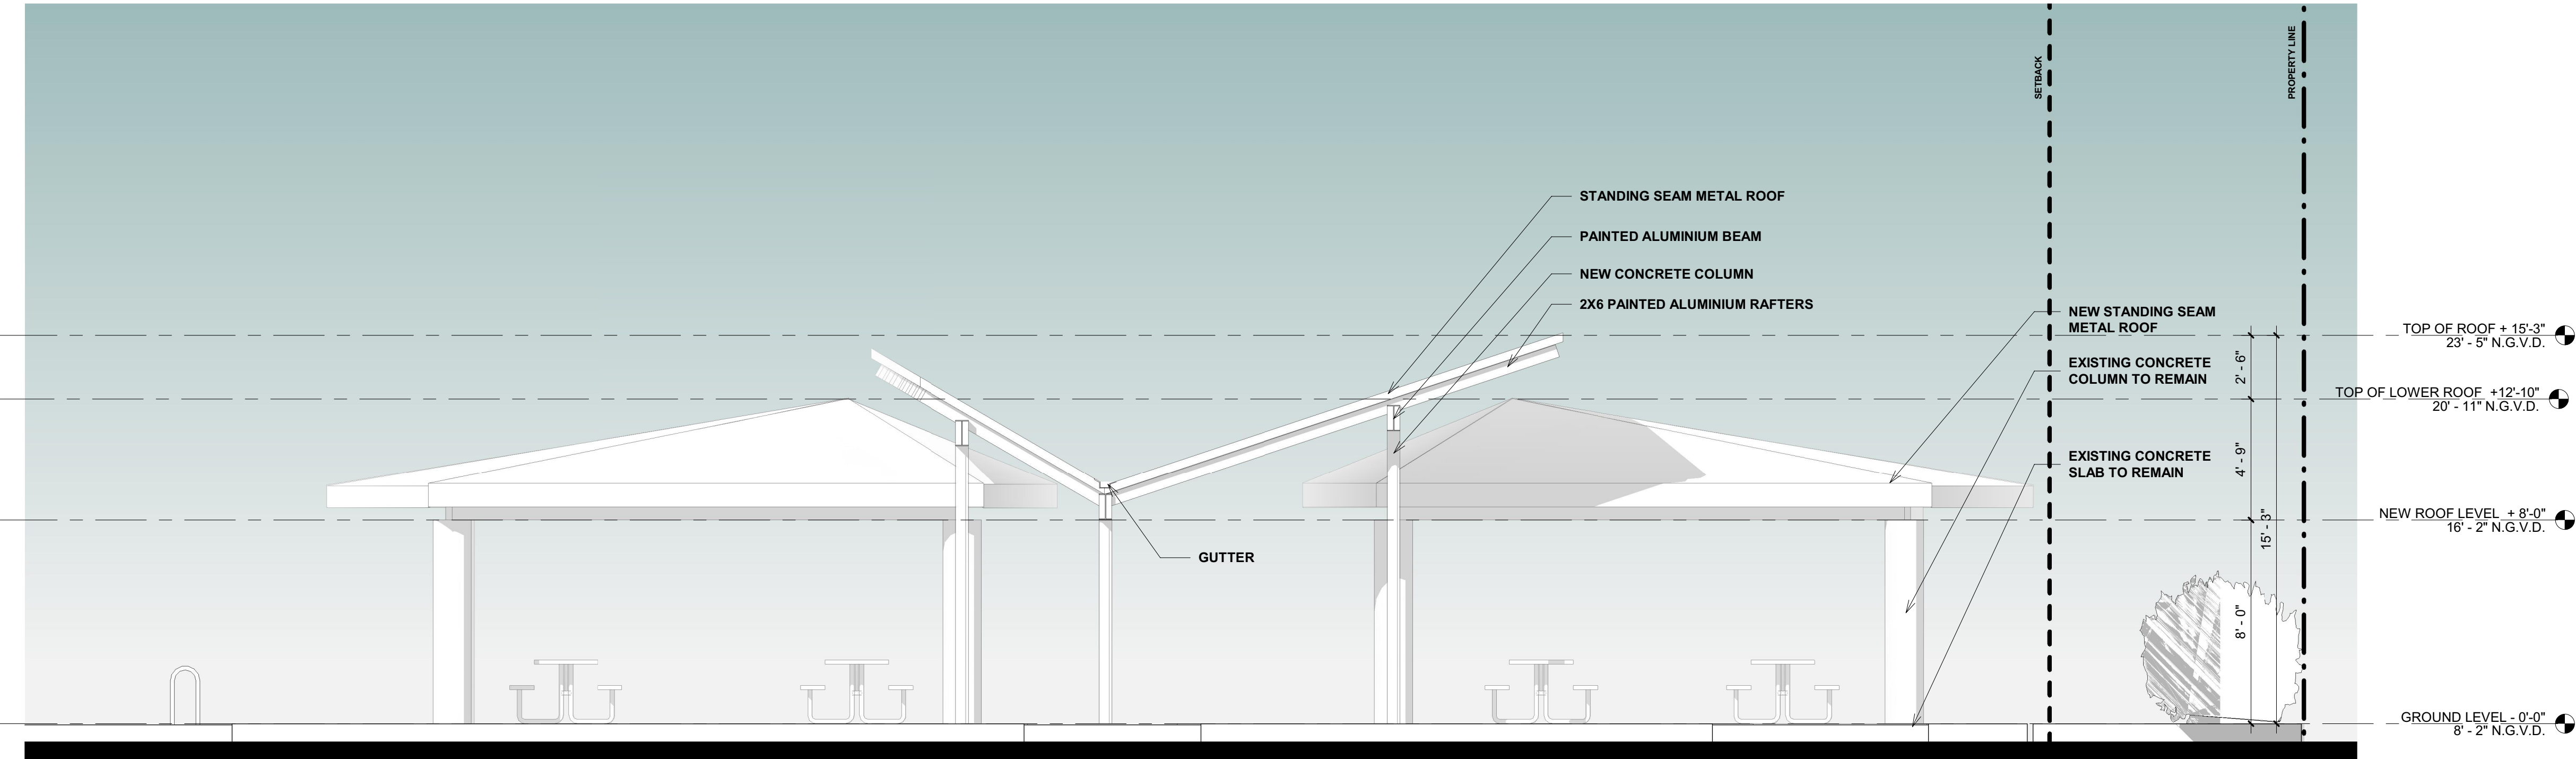 SETBACK
PROPERTY LINE
STANDING SEAM METAL ROOF
PAINTED ALUMINIUM BEAM
NEW CONCRETE COLUMN
2X6 PAINTED ALUMINIUM RAFTERS
NEW STANDING SEAM
METAL ROOF
EXISTING CONCRETE
COLUMN TO REMAIN
EXISTING CONCRETE
SLAB TO REMAIN
GUTTER
2' - 6"
4' - 9"
15' - 3"
8' - 0"
TOP OF ROOF + 15'-3"
23' - 5" N.G.V.D.
TOP OF LOWER ROOF +12'-10"
20' - 11" N.G.V.D.
NEW ROOF LEVEL + 8'-0"
16' - 2" N.G.V.D.
GROUND LEVEL - 0'-0"
8' - 2" N.G.V.D.